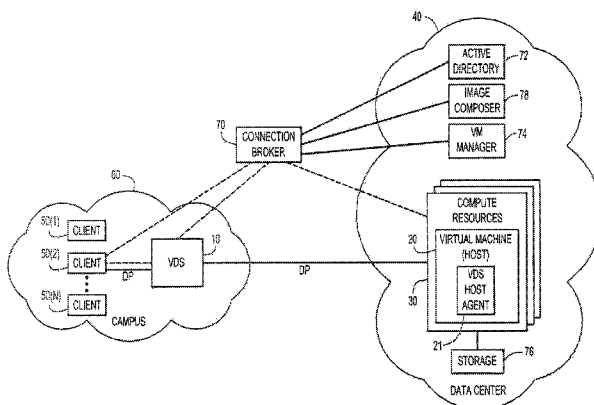 40
ACTIVE
DIRECTORY
72
IMAGE
COMPOSER
78
VM
MANAGER
74
70
CONNECTION
BROKER
60
50(1)
CLIENT
50(2)
CLIENT
50(N)
CLIENT
DP
VDS
10
DP
CAMPUS
COMPUTE
RESOURCES
20
VIRTUAL MACHINE
(HOST)
VDS
HOST
AGENT
30
21
STORAGE
76
DATA CENTER